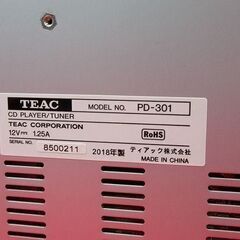 TEAC MODEL NO. PD-301
CD PLAYER/TUNER
TEAC CORPORATION
12V 1.25A RoHS
SERIAL NO. 8500211 2018年製 ティアック株式会社
MADE IN CHINA